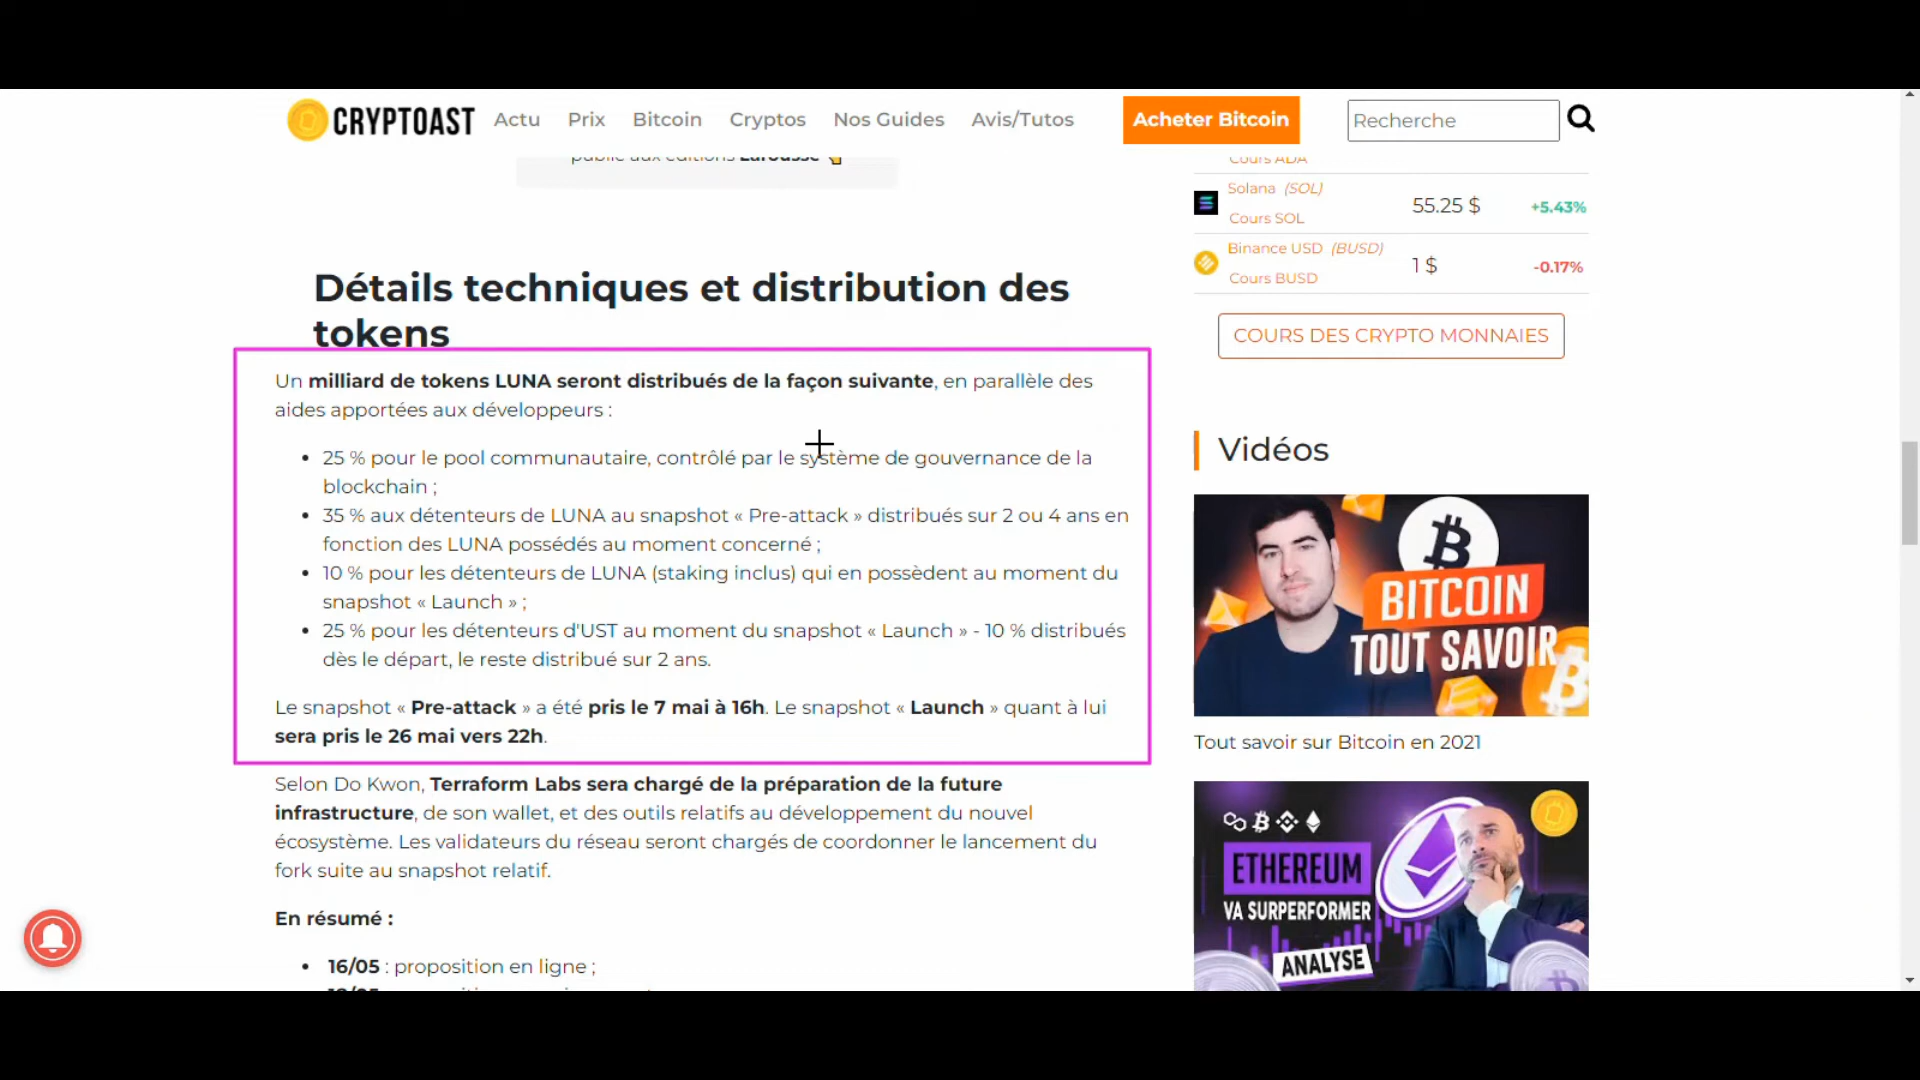 CRYPTOAST
Actu
Prix
Bitcoin
Cryptos
Nos Guides
Avis/Tutos
Acheter Bitcoin
Recherche
publié aux éditions Larousse
Détails techniques et distribution des
tokens
Un milliard de tokens LUNA seront distribués de la façon suivante, en parallèle des
aides apportées aux développeurs :
• 25 % pour le pool communautaire, contrôlé par le système de gouvernance de la
blockchain ;
• 35 % aux détenteurs de LUNA au snapshot « Pre-attack » distribués sur 2 ou 4 ans en
fonction des LUNA possédés au moment concerné ;
• 10 % pour les détenteurs de LUNA (staking inclus) qui en possèdent au moment du
snapshot « Launch » ;
• 25 % pour les détenteurs d'UST au moment du snapshot « Launch » - 10 % distribués
dès le départ, le reste distribué sur 2 ans.
Le snapshot « Pre-attack » a été pris le 7 mai à 16h. Le snapshot « Launch » quant à lui
sera pris le 26 mai vers 22h.
Selon Do Kwon, Terraform Labs sera chargé de la préparation de la future
infrastructure, de son wallet, et des outils relatifs au développement du nouvel
écosystème. Les validateurs du réseau seront chargés de coordonner le lancement du
fork suite au snapshot relatif.
En résumé :
• 16/05 : proposition en ligne ;
Cours ADA
Solana (SOL)
Cours SOL
55.25 $
+5.43%
Binance USD (BUSD)
Cours BUSD
1 $
-0.17%
COURS DES CRYPTO MONNAIES
Vidéos
BITCOIN
TOUT SAVOIR
Tout savoir sur Bitcoin en 2021
ETHEREUM
VA SURPERFORMER
ANALYSE